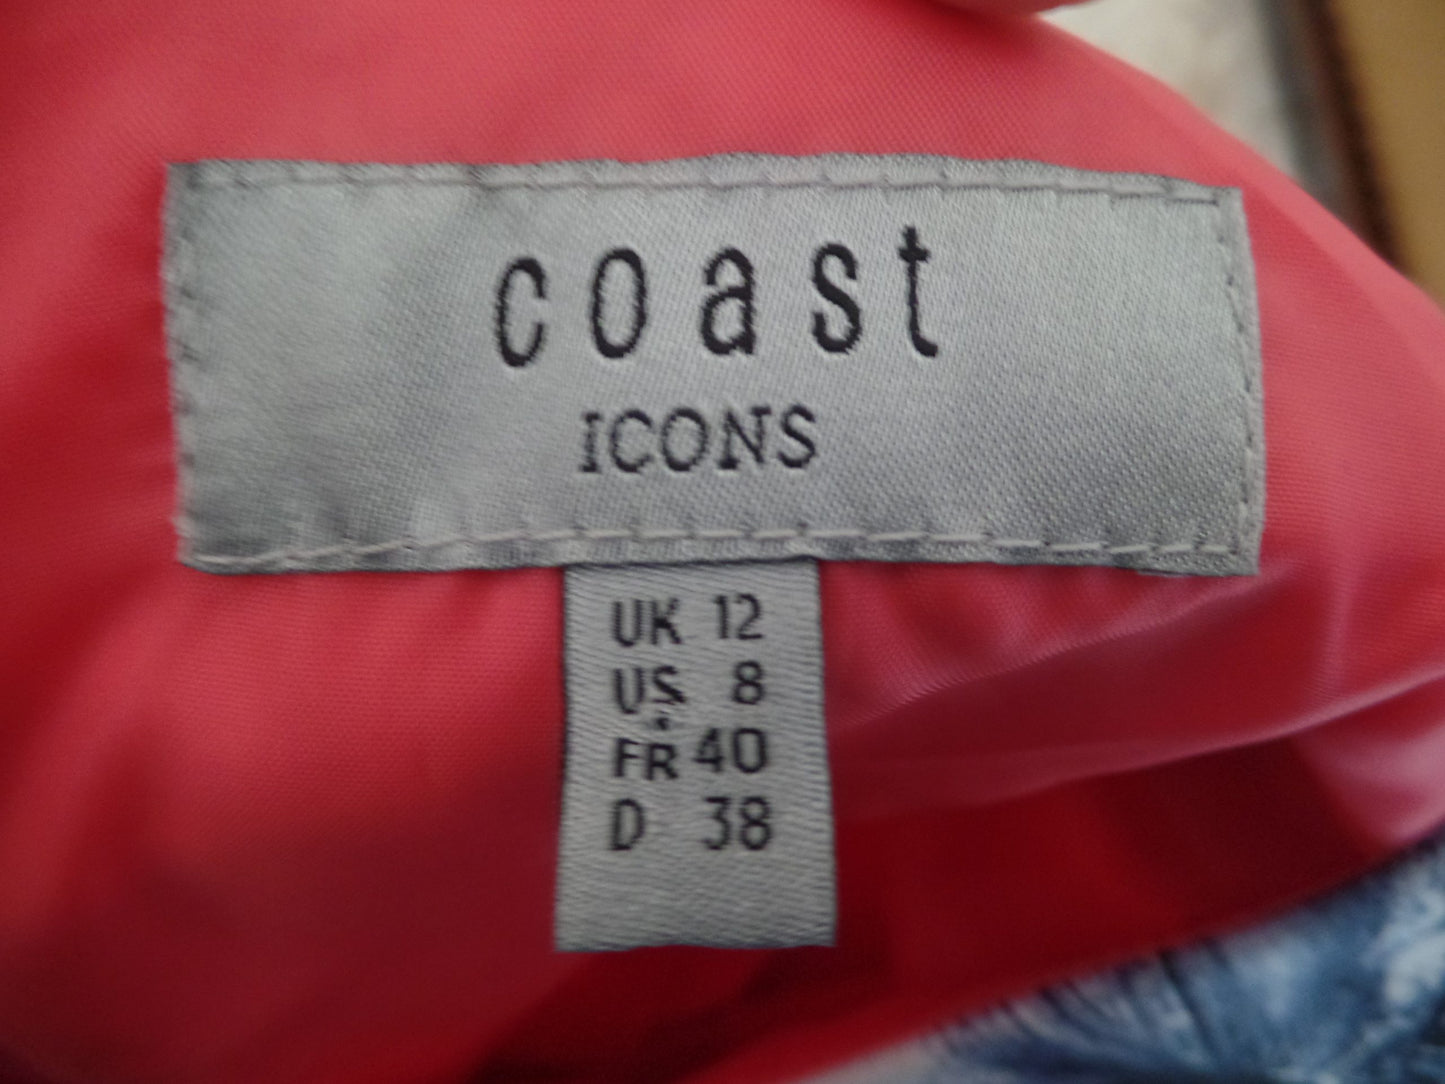 coast
ICONS
UK 12
US 8
FR 40
D 38